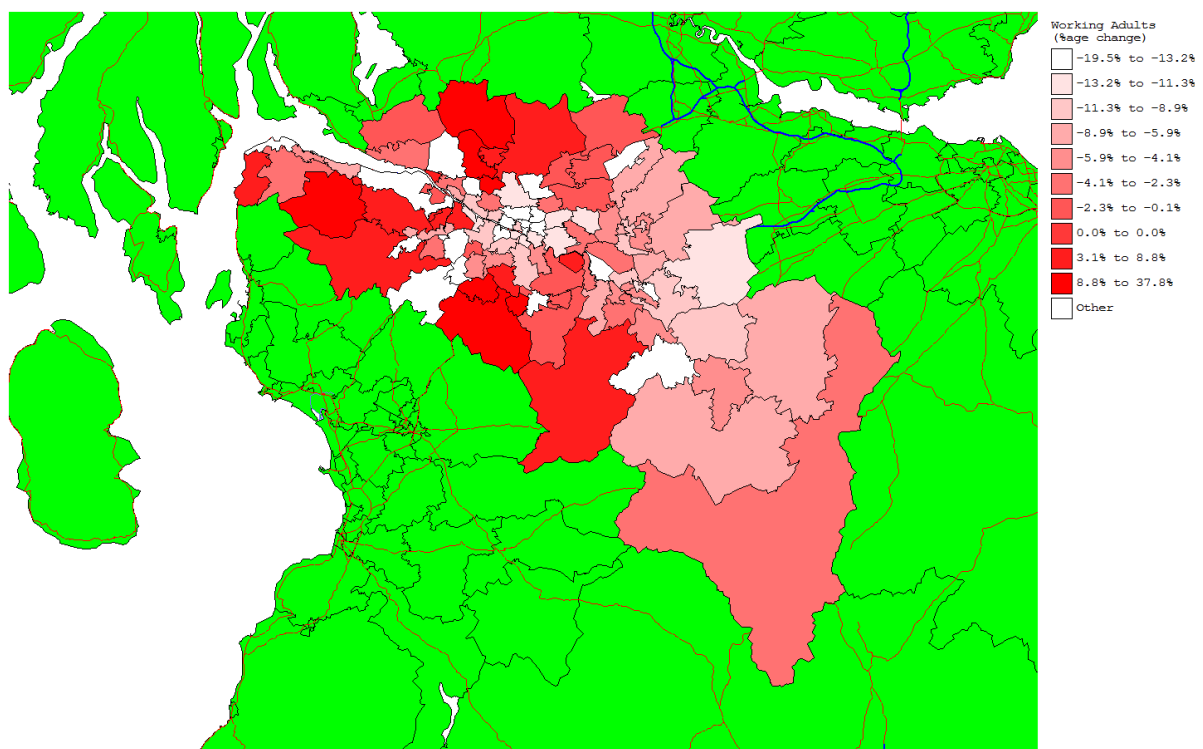 Working Adults
(%age change)
-19.5% to -13.2%
-13.2% to -11.3%
-11.3% to -8.9%
-8.9% to -5.9%
-5.9% to -4.1%
-4.1% to -2.3%
-2.3% to -0.1%
0.0% to 0.0%
3.1% to 8.8%
8.8% to 37.8%
Other